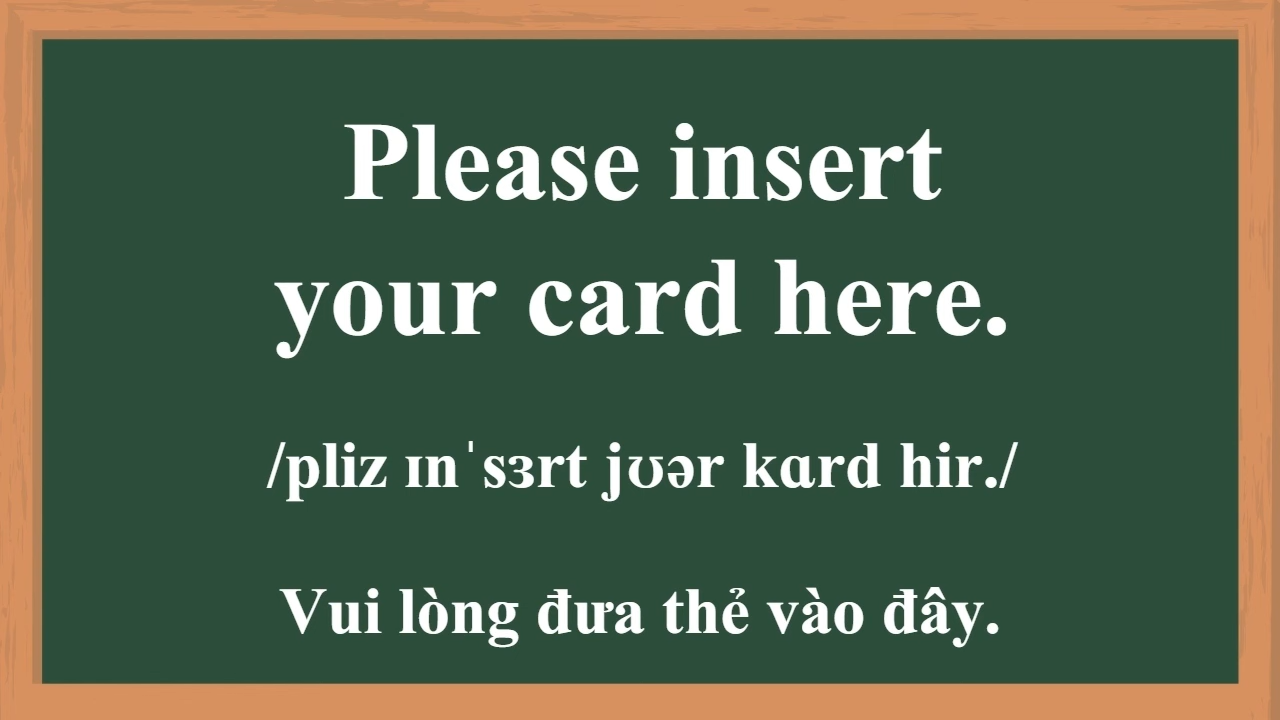 Please insert
your card here.
/pliz ɪnˈsɜrt jʊər kɑrd hir./
Vui lòng đưa thẻ vào đây.